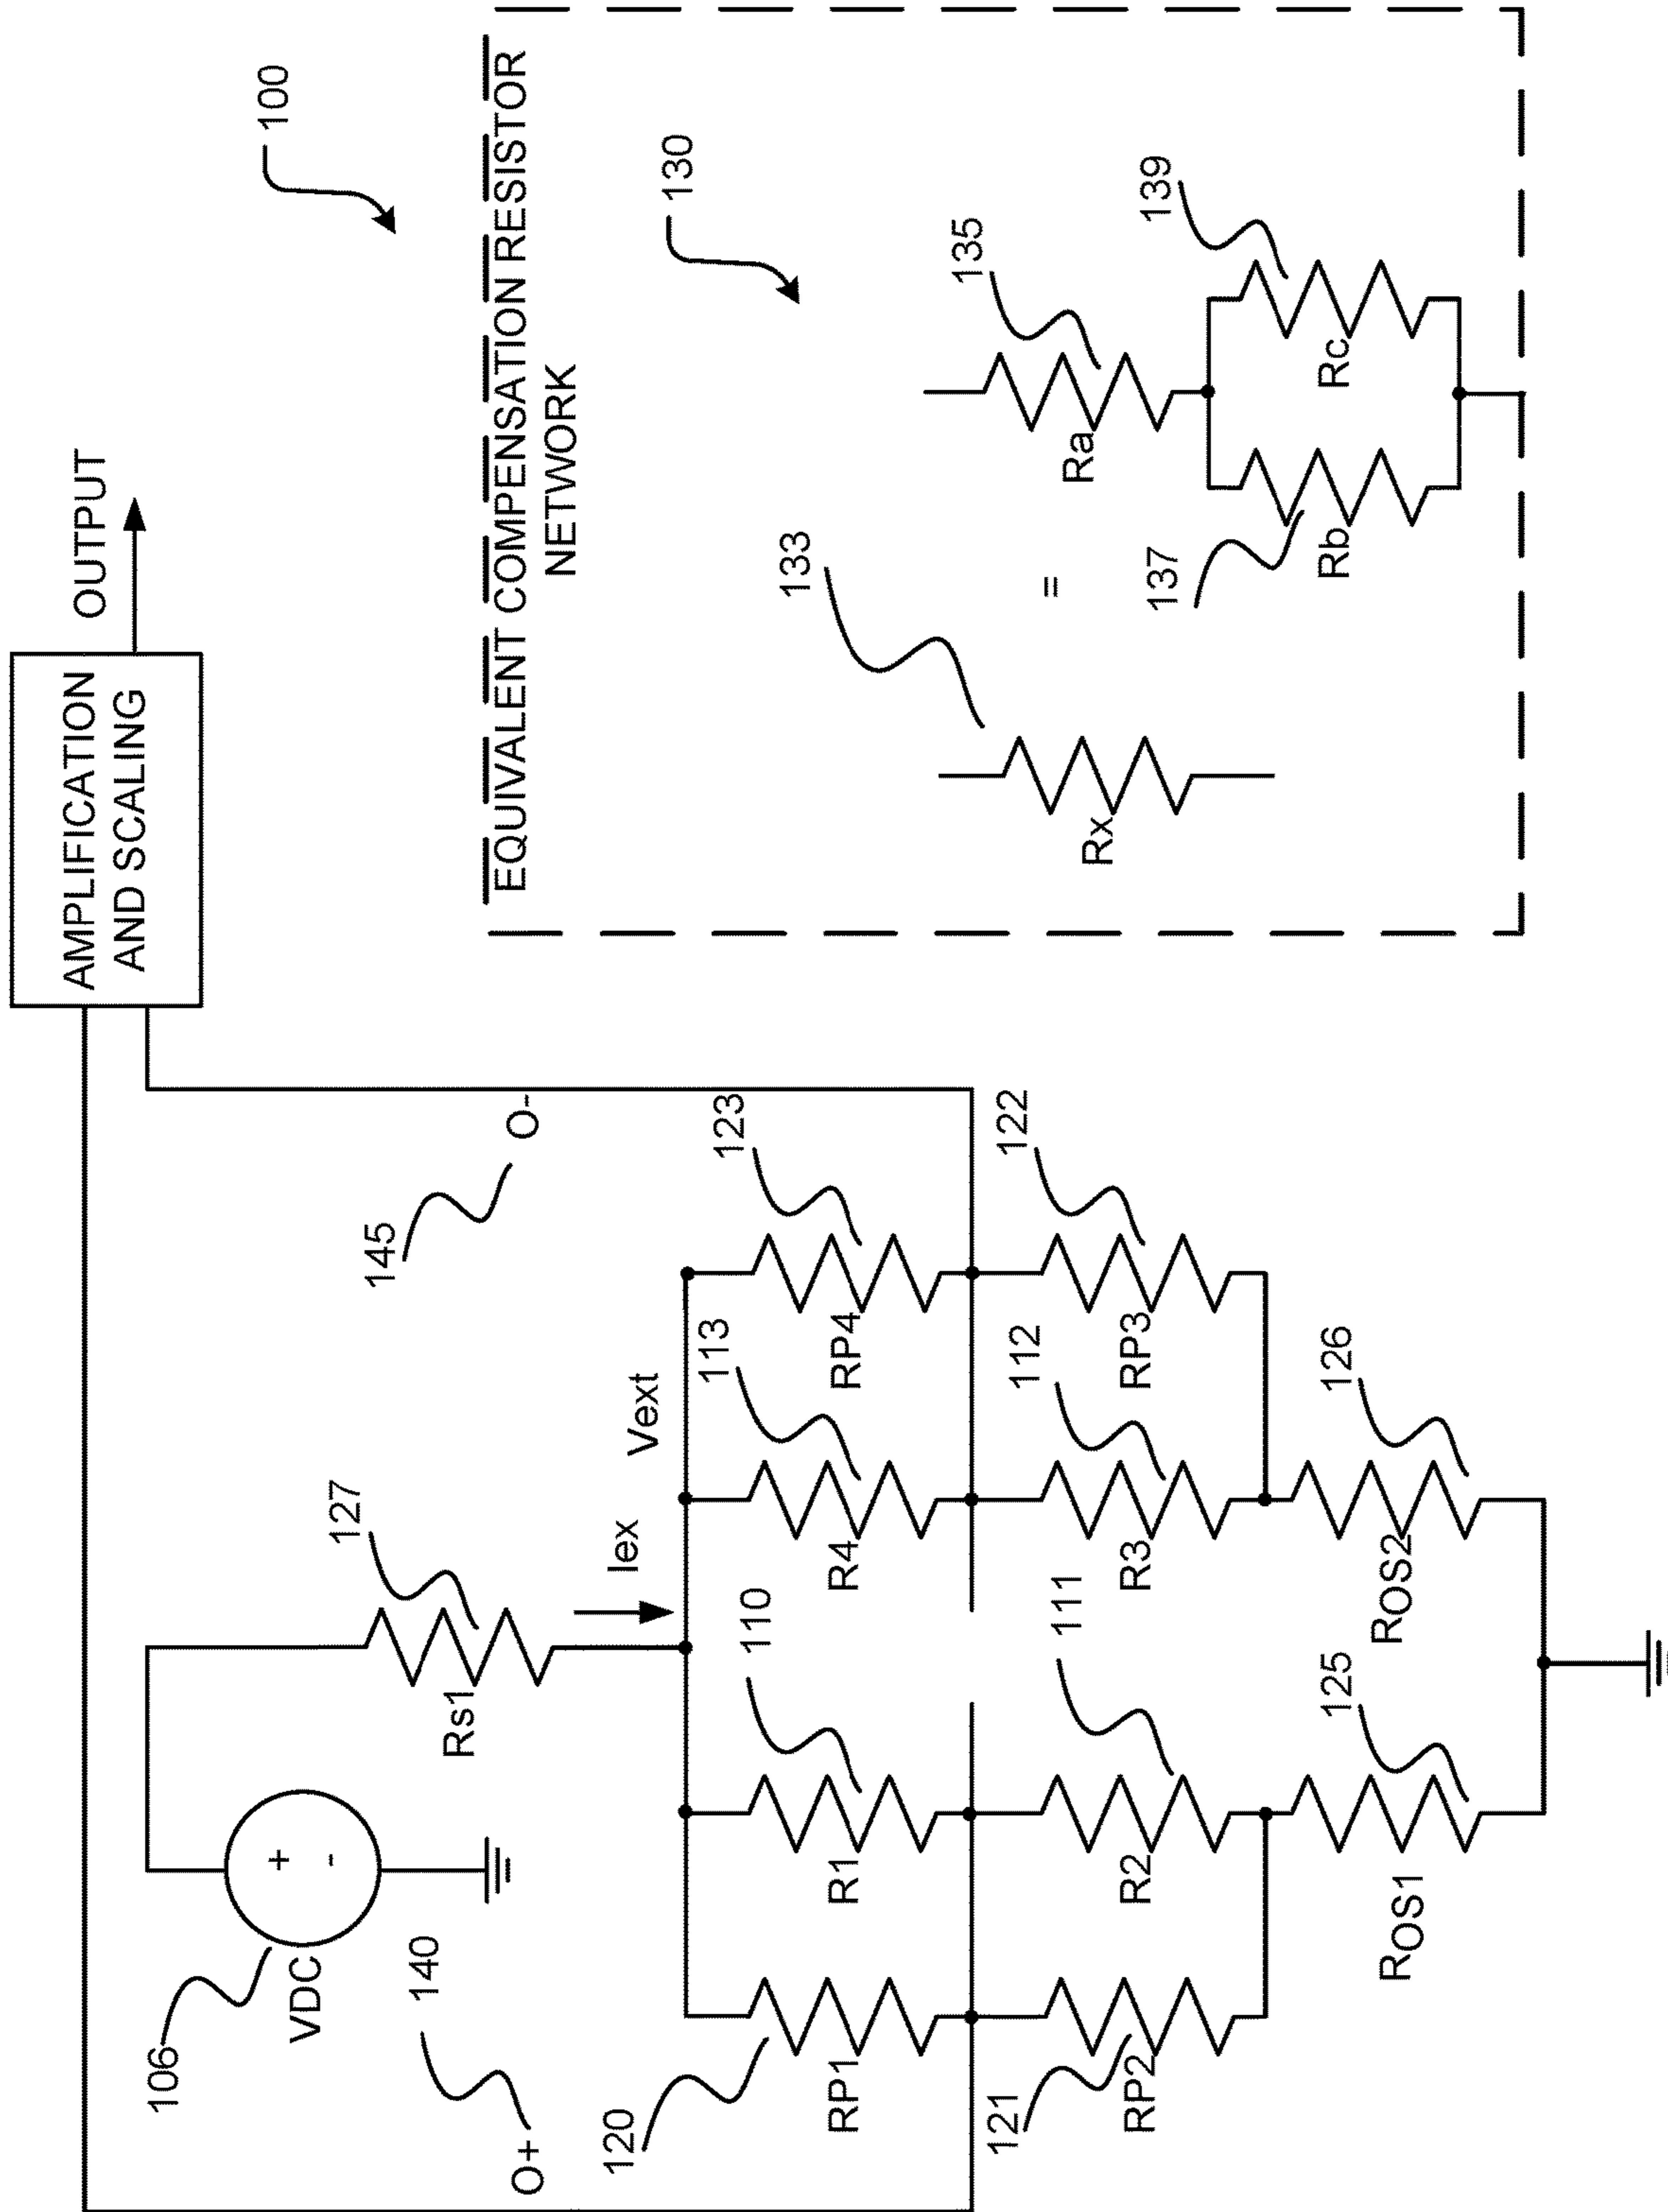 AMPLIFICATION
AND SCALING
OUTPUT
100
106
VDC
+
-
127
Rs1
Iex
Vext
140
O+
145
O-
120
RP1
110
R1
113
R4
123
RP4
121
RP2
111
R2
112
R3
122
RP3
125
ROS1
126
ROS2
EQUIVALENT COMPENSATION RESISTOR
NETWORK
130
133
Rx
=
135
Ra
137
Rb
139
Rc